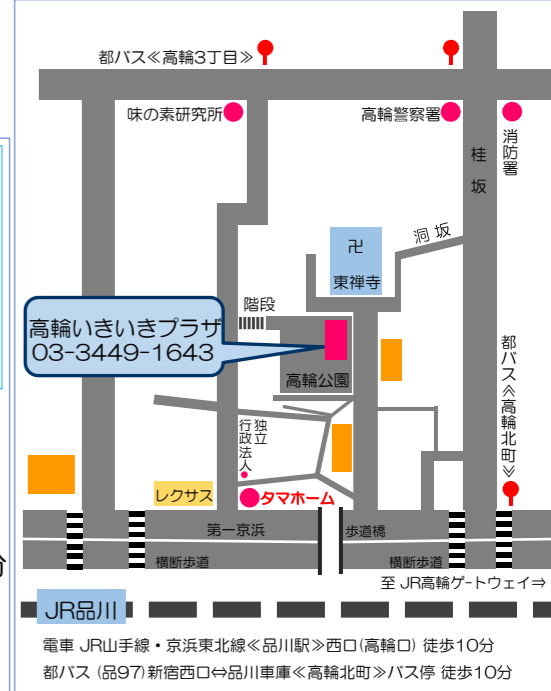 都バス≪高輪3丁目≫
味の素研究所
高輪警察署
消防署
桂坂
洞坂
卍
東禅寺
階段
高輪いきいきプラザ
03-3449-1643
高輪公園
都バス≪高輪北町≫
独立
行政法人
レクサス
タマホーム
第一京浜
歩道橋
横断歩道
横断歩道
至 JR高輪ゲートウェイ⇒
分
JR品川
電車 JR山手線・京浜東北線≪品川駅≫西口(高輪口) 徒歩10分
都バス (品97)新宿西口⇔品川車庫≪高輪北町≫バス停 徒歩10分